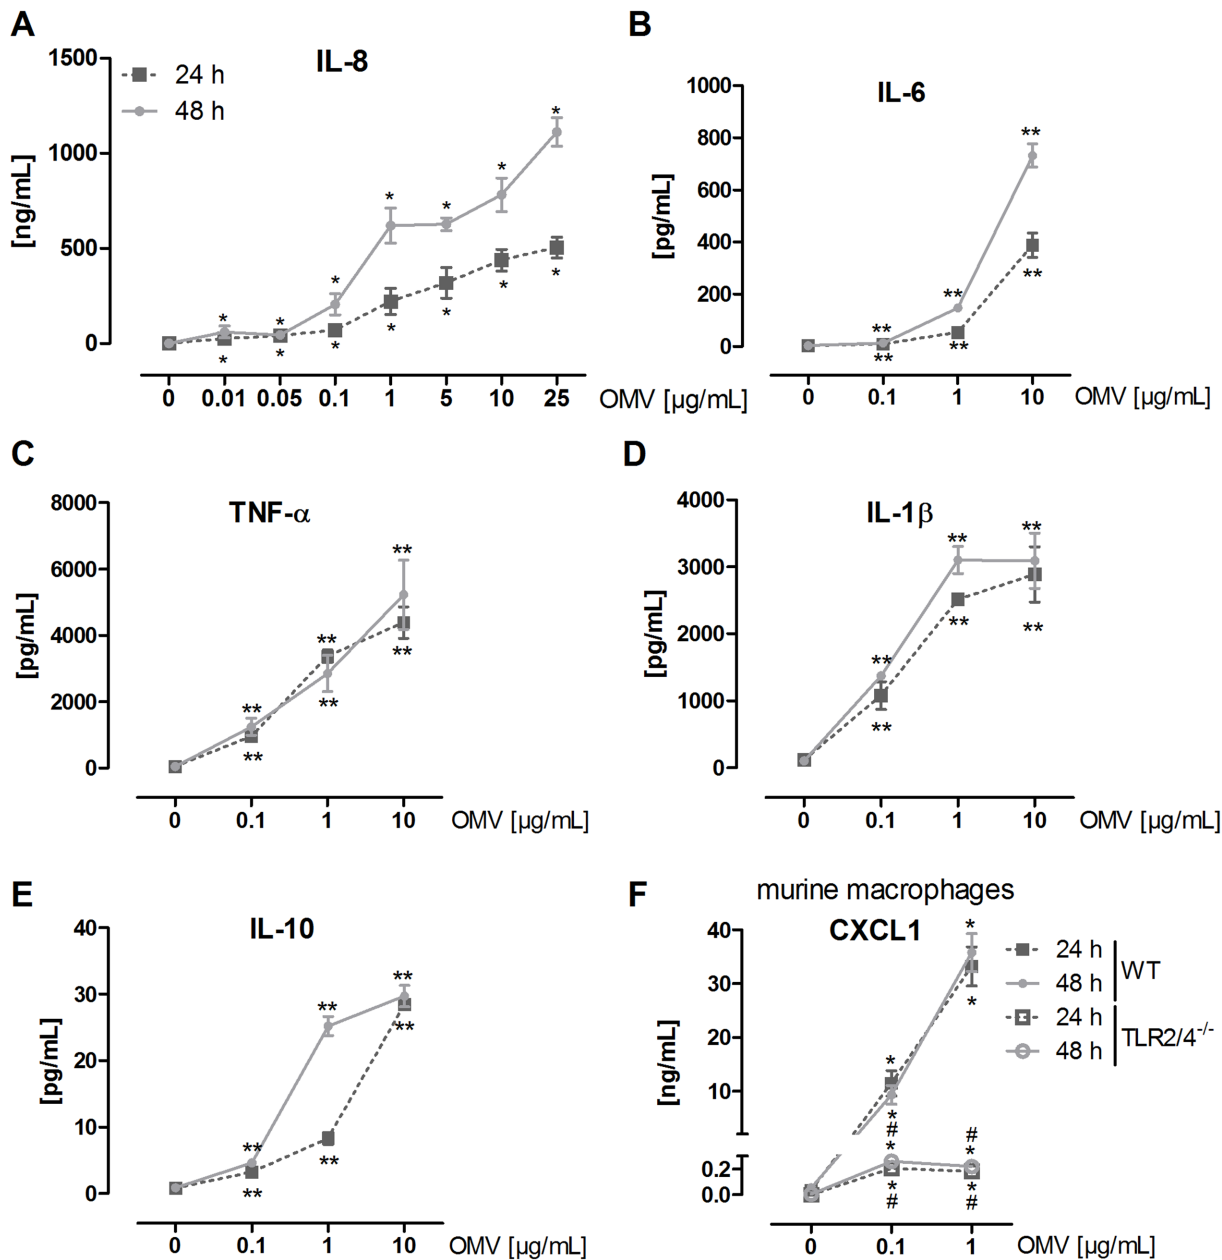 A
IL-8
24 h
48 h
1500
1000
500
0
[ng/mL]
* * * * * * *
* * * * * * *
0 0.01 0.05 0.1 1 5 10 25 OMV [µg/mL]
B
IL-6
1000
800
600
400
200
0
[pg/mL]
** ** **
** ** **
0 0.1 1 10 OMV [µg/mL]
C
TNF-α
8000
6000
4000
2000
0
[pg/mL]
** ** **
** ** **
0 0.1 1 10 OMV [µg/mL]
D
IL-1β
4000
3000
2000
1000
0
[pg/mL]
** ** **
** ** **
0 0.1 1 10 OMV [µg/mL]
E
IL-10
40
30
20
10
0
[pg/mL]
** ** **
** ** **
0 0.1 1 10 OMV [µg/mL]
F
murine macrophages
CXCL1
40
30
20
10
0.2
0.0
[ng/mL]
* *
* *
# #
* *
* *
# #
24 h
48 h
WT
24 h
48 h
TLR2/4-/-
0 0.1 1 OMV [µg/mL]